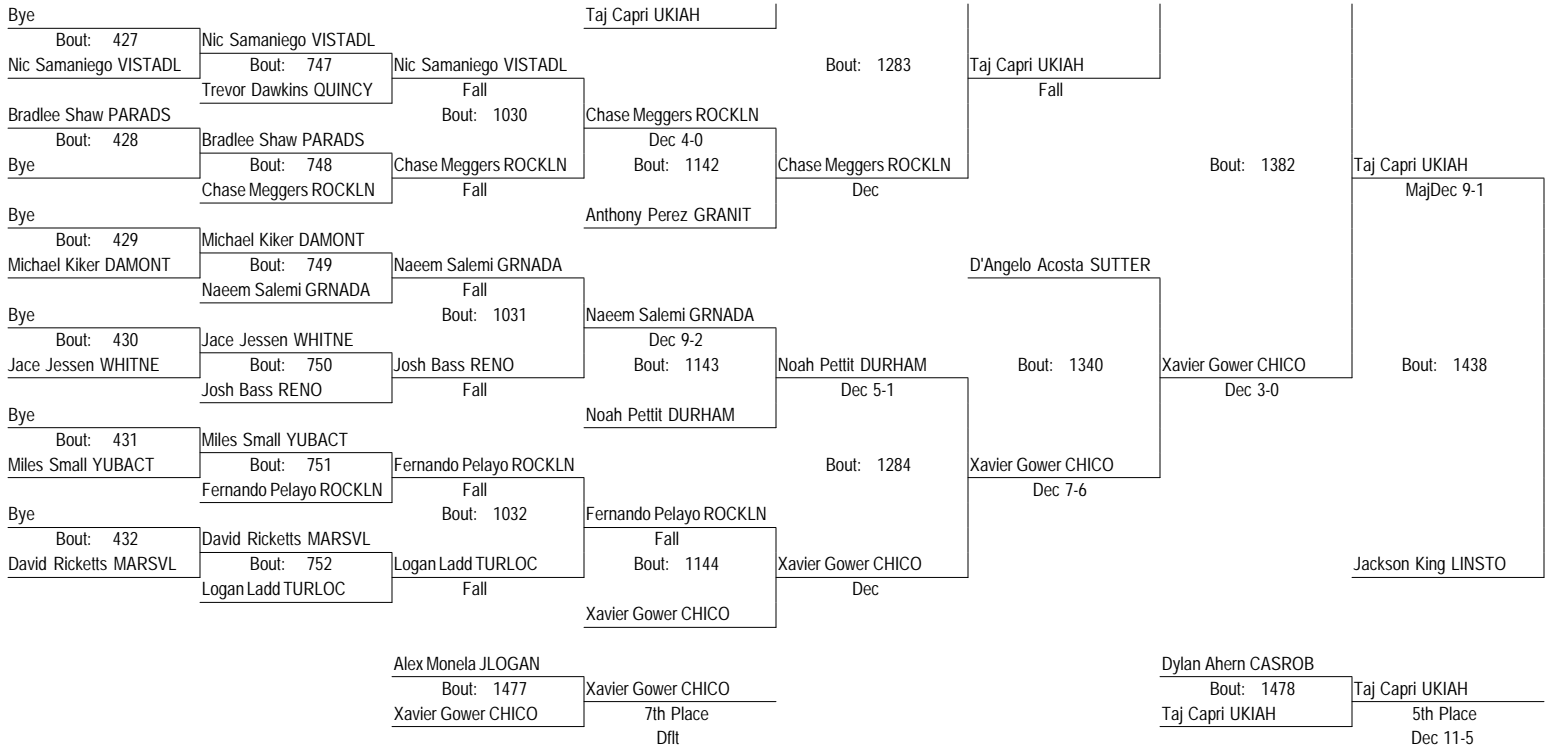 Bye
Taj Capri UKIAH
Bout: 427
Nic Samaniego VISTADL
Nic Samaniego VISTADL
Bout: 747
Nic Samaniego VISTADL
Bout: 1283
Taj Capri UKIAH
Trevor Dawkins QUINCY
Fall
Fall
Bradlee Shaw PARADS
Bout: 1030
Chase Meggers ROCKLN
Bout: 428
Bradlee Shaw PARADS
Dec 4-0
Bye
Bout: 748
Chase Meggers ROCKLN
Bout: 1142
Chase Meggers ROCKLN
Bout: 1382
Taj Capri UKIAH
Chase Meggers ROCKLN
Fall
Dec
MajDec 9-1
Bye
Anthony Perez GRANIT
Bout: 429
Michael Kiker DAMONT
Michael Kiker DAMONT
Bout: 749
Naeem Salemi GRNADA
D'Angelo Acosta SUTTER
Naeem Salemi GRNADA
Fall
Bye
Bout: 1031
Naeem Salemi GRNADA
Bout: 430
Jace Jessen WHITNE
Dec 9-2
Jace Jessen WHITNE
Bout: 750
Josh Bass RENO
Bout: 1143
Noah Pettit DURHAM
Bout: 1340
Xavier Gower CHICO
Bout: 1438
Josh Bass RENO
Fall
Dec 5-1
Dec 3-0
Bye
Noah Pettit DURHAM
Bout: 431
Miles Small YUBACT
Miles Small YUBACT
Bout: 751
Fernando Pelayo ROCKLN
Bout: 1284
Xavier Gower CHICO
Fernando Pelayo ROCKLN
Fall
Dec 7-6
Bye
Bout: 1032
Fernando Pelayo ROCKLN
Bout: 432
David Ricketts MARSVL
Fall
David Ricketts MARSVL
Bout: 752
Logan Ladd TURLOC
Bout: 1144
Xavier Gower CHICO
Jackson King LINSTO
Logan Ladd TURLOC
Fall
Dec
Xavier Gower CHICO
Alex Monela JLOGAN
Dylan Ahern CASROB
Bout: 1477
Xavier Gower CHICO
Bout: 1478
Taj Capri UKIAH
Xavier Gower CHICO
7th Place
Taj Capri UKIAH
5th Place
Dflt
Dec 11-5